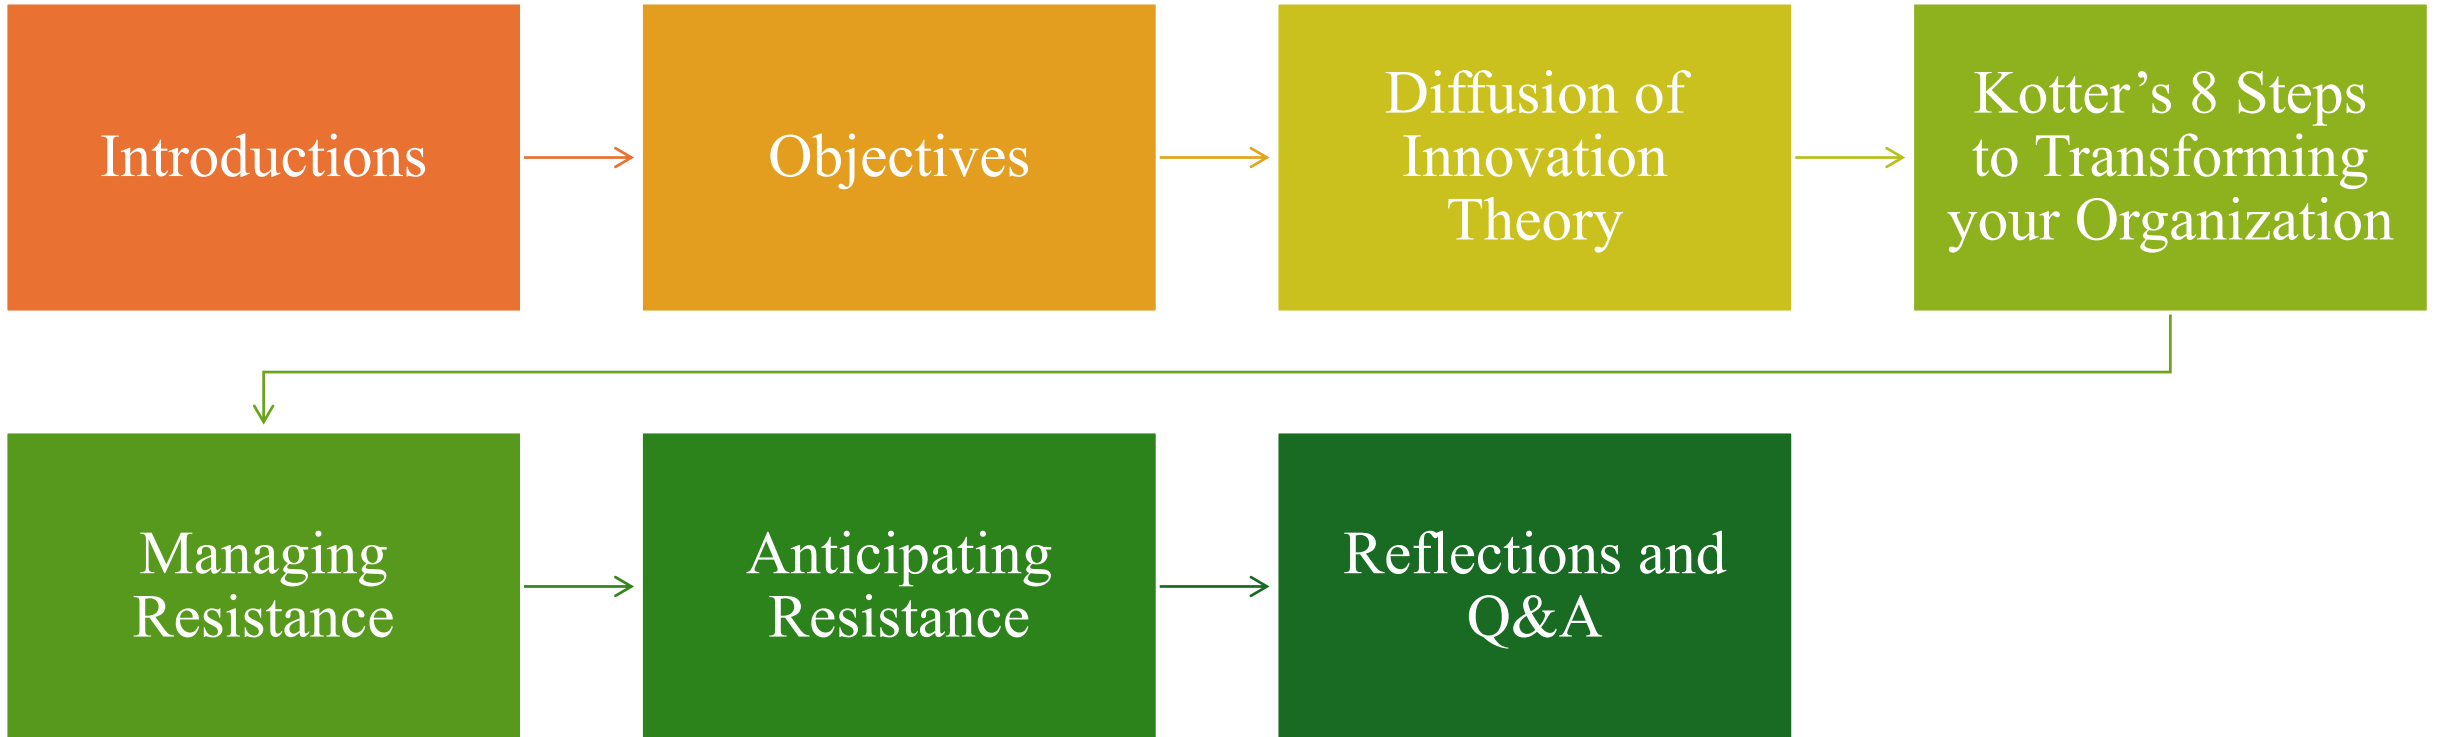 Introductions
Objectives
Diffusion of
Innovation
Theory
Kotter’s 8 Steps
to Transforming
your Organization
Managing
Resistance
Anticipating
Resistance
Reflections and
Q&A